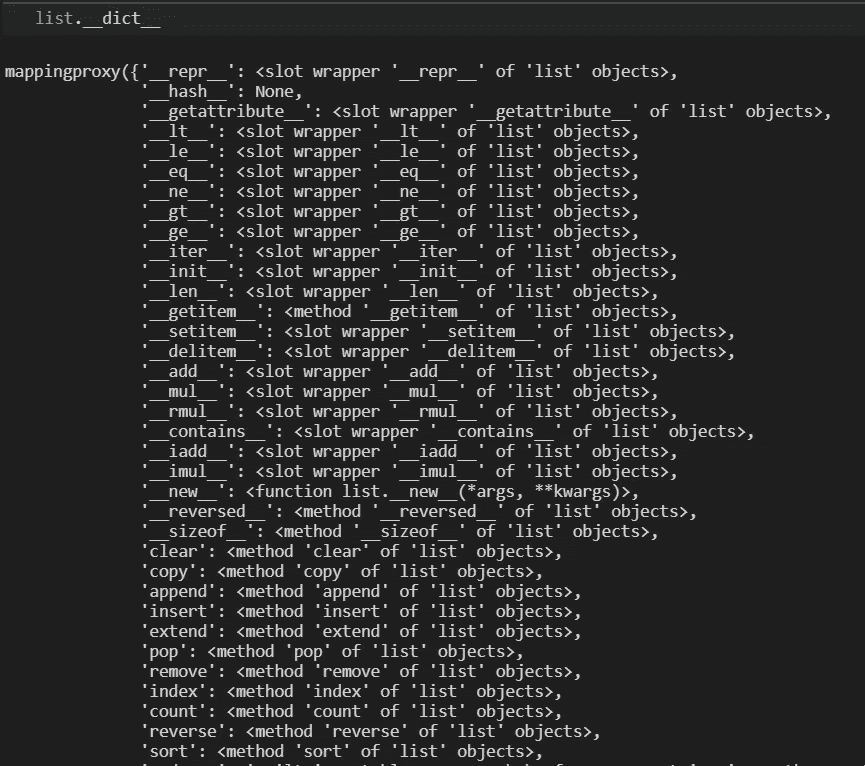 list.__dict__
mappingproxy({'__repr__': <slot wrapper '__repr__' of 'list' objects>,
'__hash__': None,
'__getattribute__': <slot wrapper '__getattribute__' of 'list' objects>,
'__lt__': <slot wrapper '__lt__' of 'list' objects>,
'__le__': <slot wrapper '__le__' of 'list' objects>,
'__eq__': <slot wrapper '__eq__' of 'list' objects>,
'__ne__': <slot wrapper '__ne__' of 'list' objects>,
'__gt__': <slot wrapper '__gt__' of 'list' objects>,
'__ge__': <slot wrapper '__ge__' of 'list' objects>,
'__iter__': <slot wrapper '__iter__' of 'list' objects>,
'__init__': <slot wrapper '__init__' of 'list' objects>,
'__len__': <slot wrapper '__len__' of 'list' objects>,
'__getitem__': <method '__getitem__' of 'list' objects>,
'__setitem__': <slot wrapper '__setitem__' of 'list' objects>,
'__delitem__': <slot wrapper '__delitem__' of 'list' objects>,
'__add__': <slot wrapper '__add__' of 'list' objects>,
'__mul__': <slot wrapper '__mul__' of 'list' objects>,
'__rmul__': <slot wrapper '__rmul__' of 'list' objects>,
'__contains__': <slot wrapper '__contains__' of 'list' objects>,
'__iadd__': <slot wrapper '__iadd__' of 'list' objects>,
'__imul__': <slot wrapper '__imul__' of 'list' objects>,
'__new__': <function list.__new__(*args, **kwargs)>,
'__reversed__': <method '__reversed__' of 'list' objects>,
'__sizeof__': <method '__sizeof__' of 'list' objects>,
'clear': <method 'clear' of 'list' objects>,
'copy': <method 'copy' of 'list' objects>,
'append': <method 'append' of 'list' objects>,
'insert': <method 'insert' of 'list' objects>,
'extend': <method 'extend' of 'list' objects>,
'pop': <method 'pop' of 'list' objects>,
'remove': <method 'remove' of 'list' objects>,
'index': <method 'index' of 'list' objects>,
'count': <method 'count' of 'list' objects>,
'reverse': <method 'reverse' of 'list' objects>,
'sort': <method 'sort' of 'list' objects>,